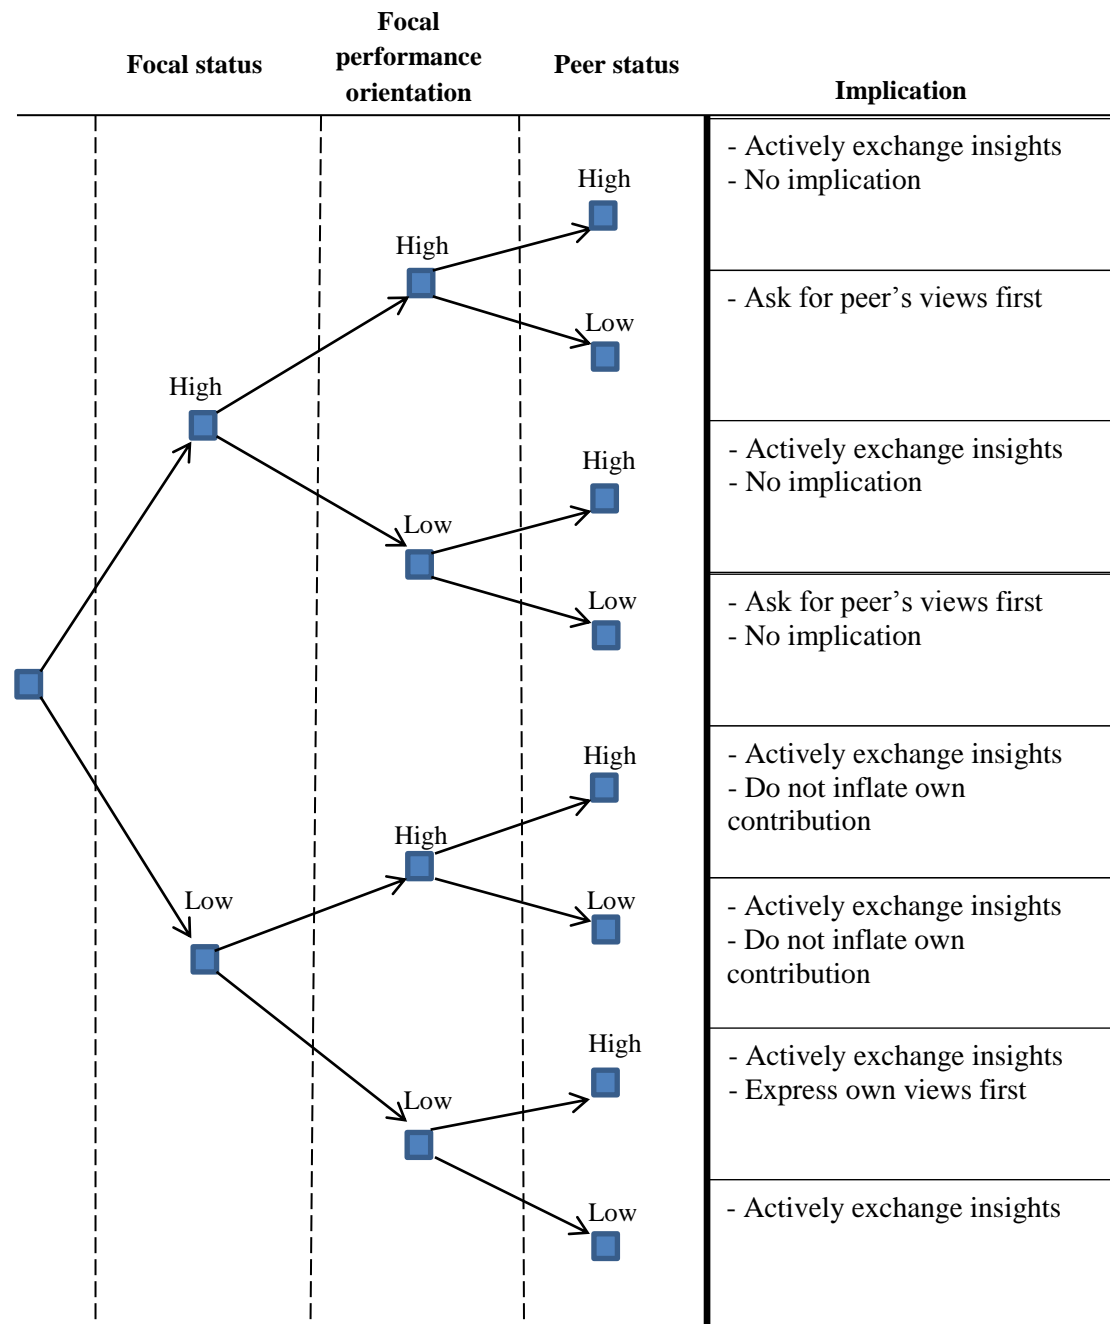 Focal status
Focal
performance
orientation
Peer status
Implication
High
High
High
Low
Low
High
Low
Low
High
High
Low
Low
High
Low
- Actively exchange insights
- No implication
- Ask for peer’s views first
- Actively exchange insights
- No implication
- Ask for peer’s views first
- No implication
- Actively exchange insights
- Do not inflate own
contribution
- Actively exchange insights
- Do not inflate own
contribution
- Actively exchange insights
- Express own views first
- Actively exchange insights